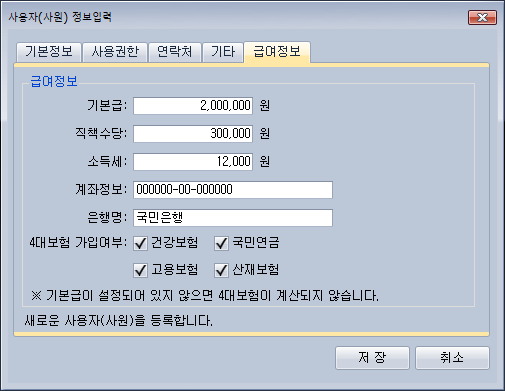 사용자(사원) 정보입력
기본정보 사용권한 연락처 기타 급여정보
급여정보
기본급: 2,000,000 원
직책수당: 300,000 원
소득세: 12,000 원
계좌정보: 000000-00-000000
은행명: 국민은행
4대보험 가입여부: 건강보험 국민연금
고용보험 산재보험
※ 기본급이 설정되어 있지 않으면 4대보험이 계산되지 않습니다.
새로운 사용자(사원)을 등록합니다.
저 장 취소